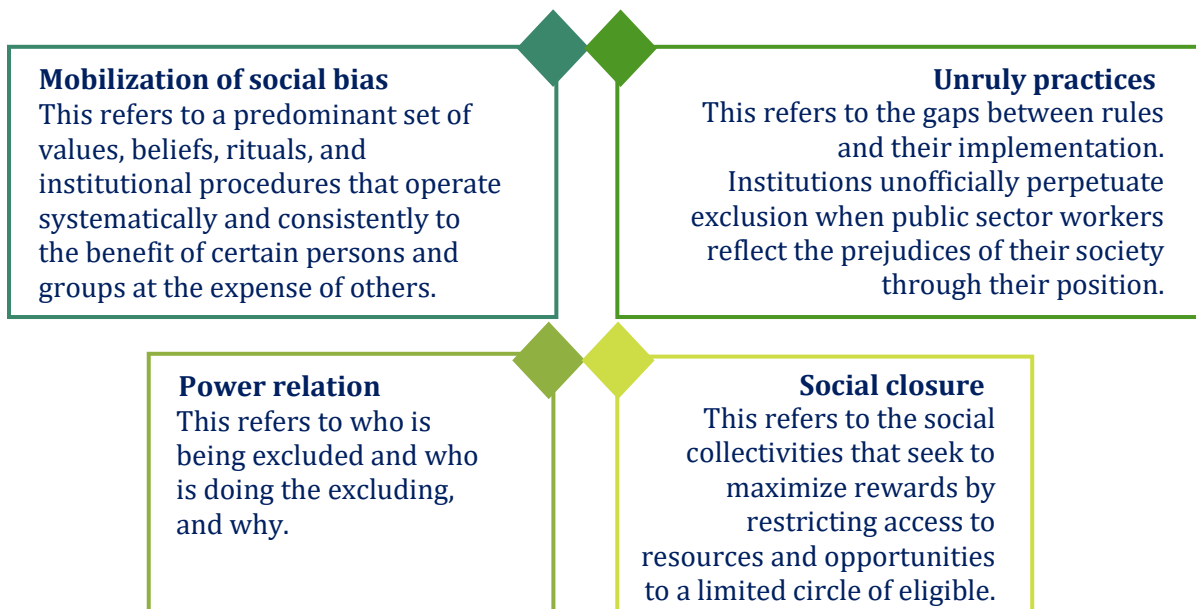 Mobilization of social bias
This refers to a predominant set of
values, beliefs, rituals, and
institutional procedures that operate
systematically and consistently to
the benefit of certain persons and
groups at the expense of others.
Unruly practices
This refers to the gaps between rules
and their implementation.
Institutions unofficially perpetuate
exclusion when public sector workers
reflect the prejudices of their society
through their position.
Power relation
This refers to who is
being excluded and who
is doing the excluding,
and why.
Social closure
This refers to the social
collectivities that seek to
maximize rewards by
restricting access to
resources and opportunities
to a limited circle of eligible.